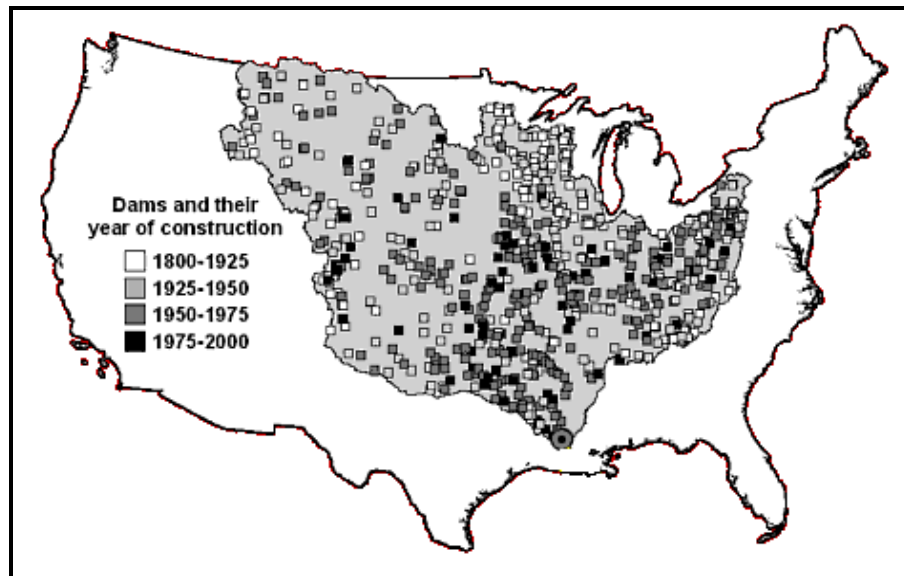 Dams and their
year of construction
1800-1925
1925-1950
1950-1975
1975-2000